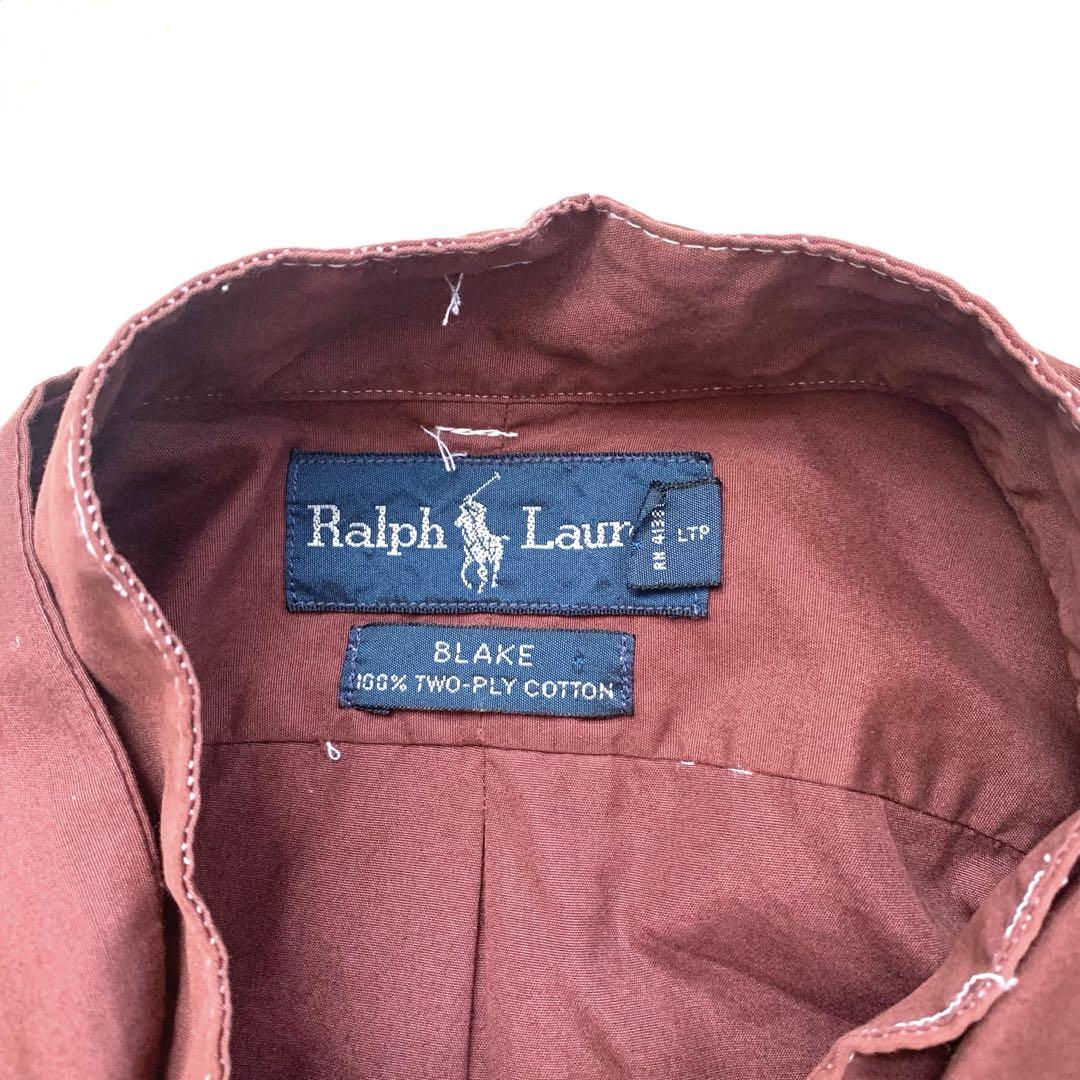 Ralph Laur
RN 41381
LTP
BLAKE
100% TWO-PLY COTTON